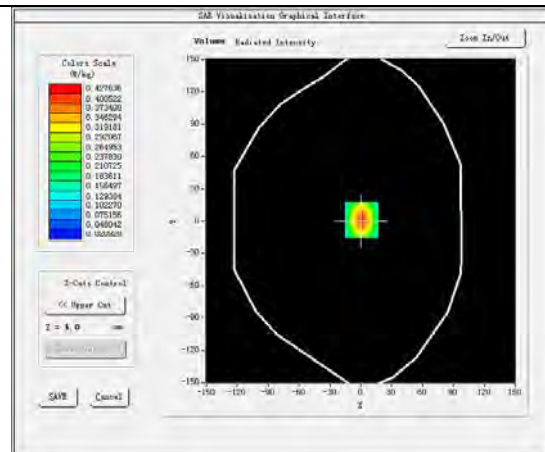 SAR Visualisation Graphical Interface
Volume Radiated Intensity
Zoom In/Out
Colors Scale
(W/kg)
0.427636
0.400522
0.373408
0.346294
0.319181
0.292067
0.264953
0.237839
0.210725
0.183611
0.156497
0.129384
0.102270
0.075156
0.048042
Z-Cuts Control
<< Upper Cut
Z = 4.0 mm
SAVE
Cancel
150
120
90
60
30
0
-30
-60
-90
-120
-150
Y
-150 -120 -90 -60 -30 0 30 60 90 120 150
X